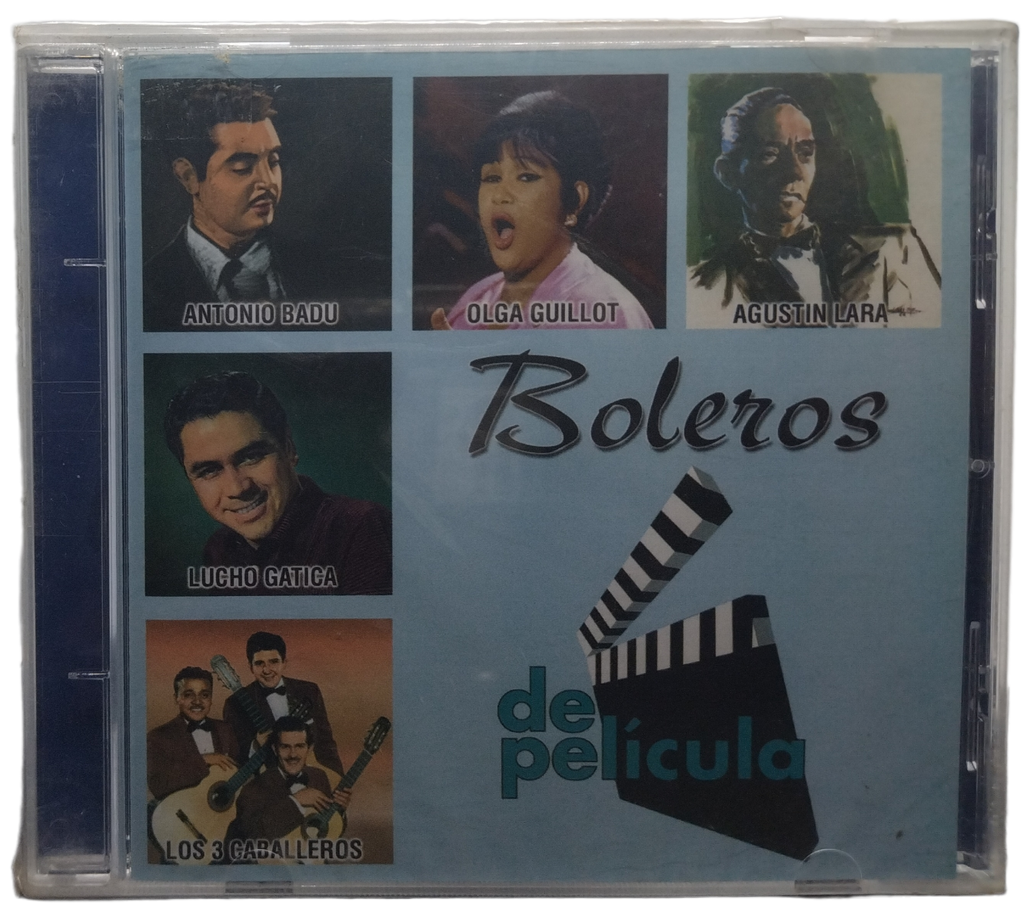 ANTONIO BADU
OLGA GUILLOT
AGUSTIN LARA
Boleros
LUCHO GATICA
de
película
LOS 3 CABALLEROS